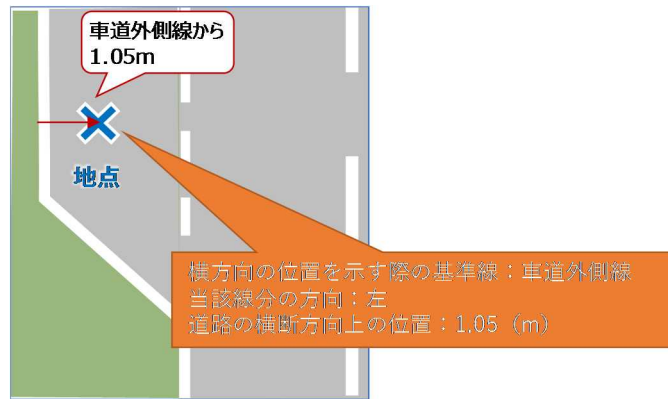 車道外側線から
1.05m
地点
横方向の位置を示す際の基準線：車道外側線
当該線分の方向：左
道路の横断方向上の位置：1.05（m）